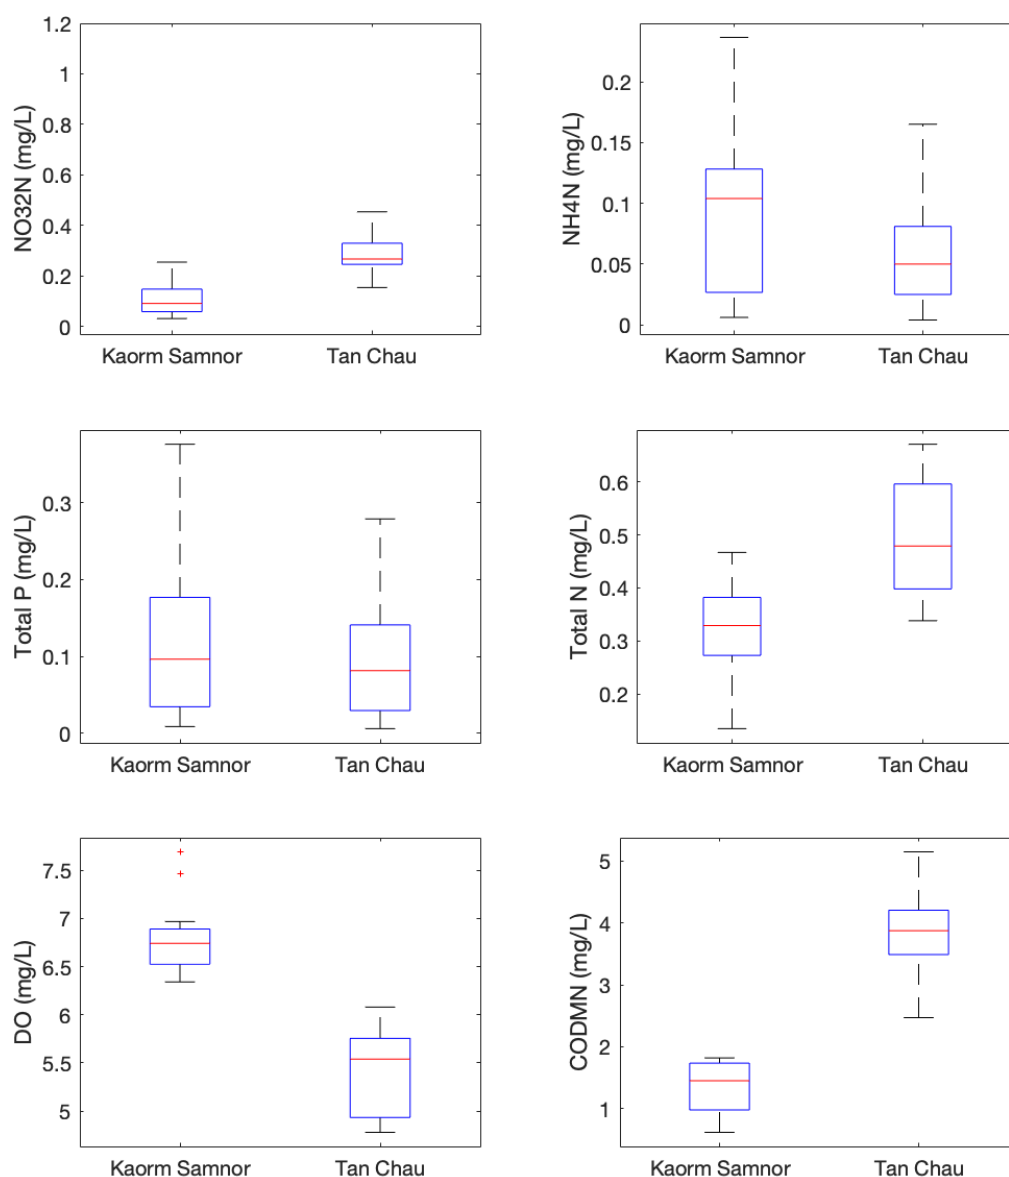 NO32N (mg/L)
1.2
1
0.8
0.6
0.4
0.2
0
Kaorm Samnor Tan Chau
NH4N (mg/L)
0.2
0.15
0.1
0.05
0
Kaorm Samnor Tan Chau
Total P (mg/L)
0.3
0.2
0.1
0
Kaorm Samnor Tan Chau
Total N (mg/L)
0.6
0.5
0.4
0.3
0.2
Kaorm Samnor Tan Chau
DO (mg/L)
7.5
7
6.5
6
5.5
5
Kaorm Samnor Tan Chau
CODMN (mg/L)
5
4
3
2
1
Kaorm Samnor Tan Chau